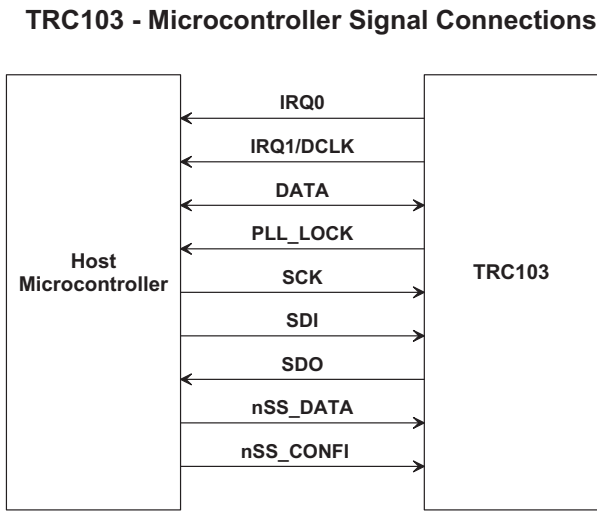 TRC103 - Microcontroller Signal Connections
IRQ0
IRQ1/DCLK
DATA
PLL_LOCK
Host
Microcontroller
SCK
TRC103
SDI
SDO
nSS_DATA
nSS_CONFI